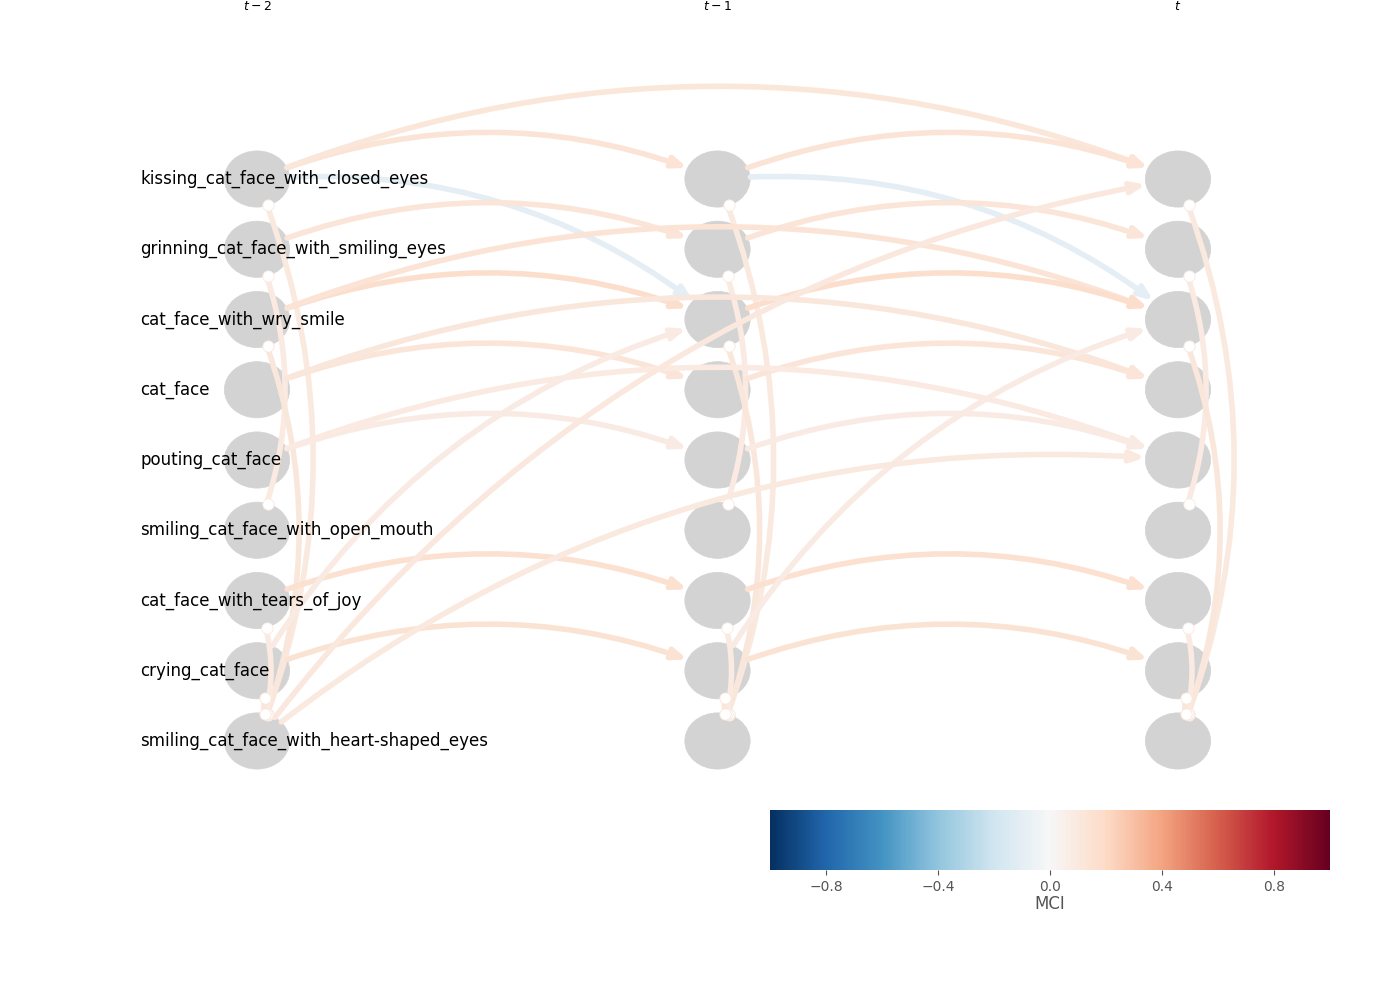 t − 2 t − 1 t
kissing_cat_face_with_closed_eyes
grinning_cat_face_with_smiling_eyes
cat_face_with_wry_smile
cat_face
pouting_cat_face
smiling_cat_face_with_open_mouth
cat_face_with_tears_of_joy
crying_cat_face
smiling_cat_face_with_heart-shaped_eyes
−0.8 −0.4 0.0 0.4 0.8
MCI